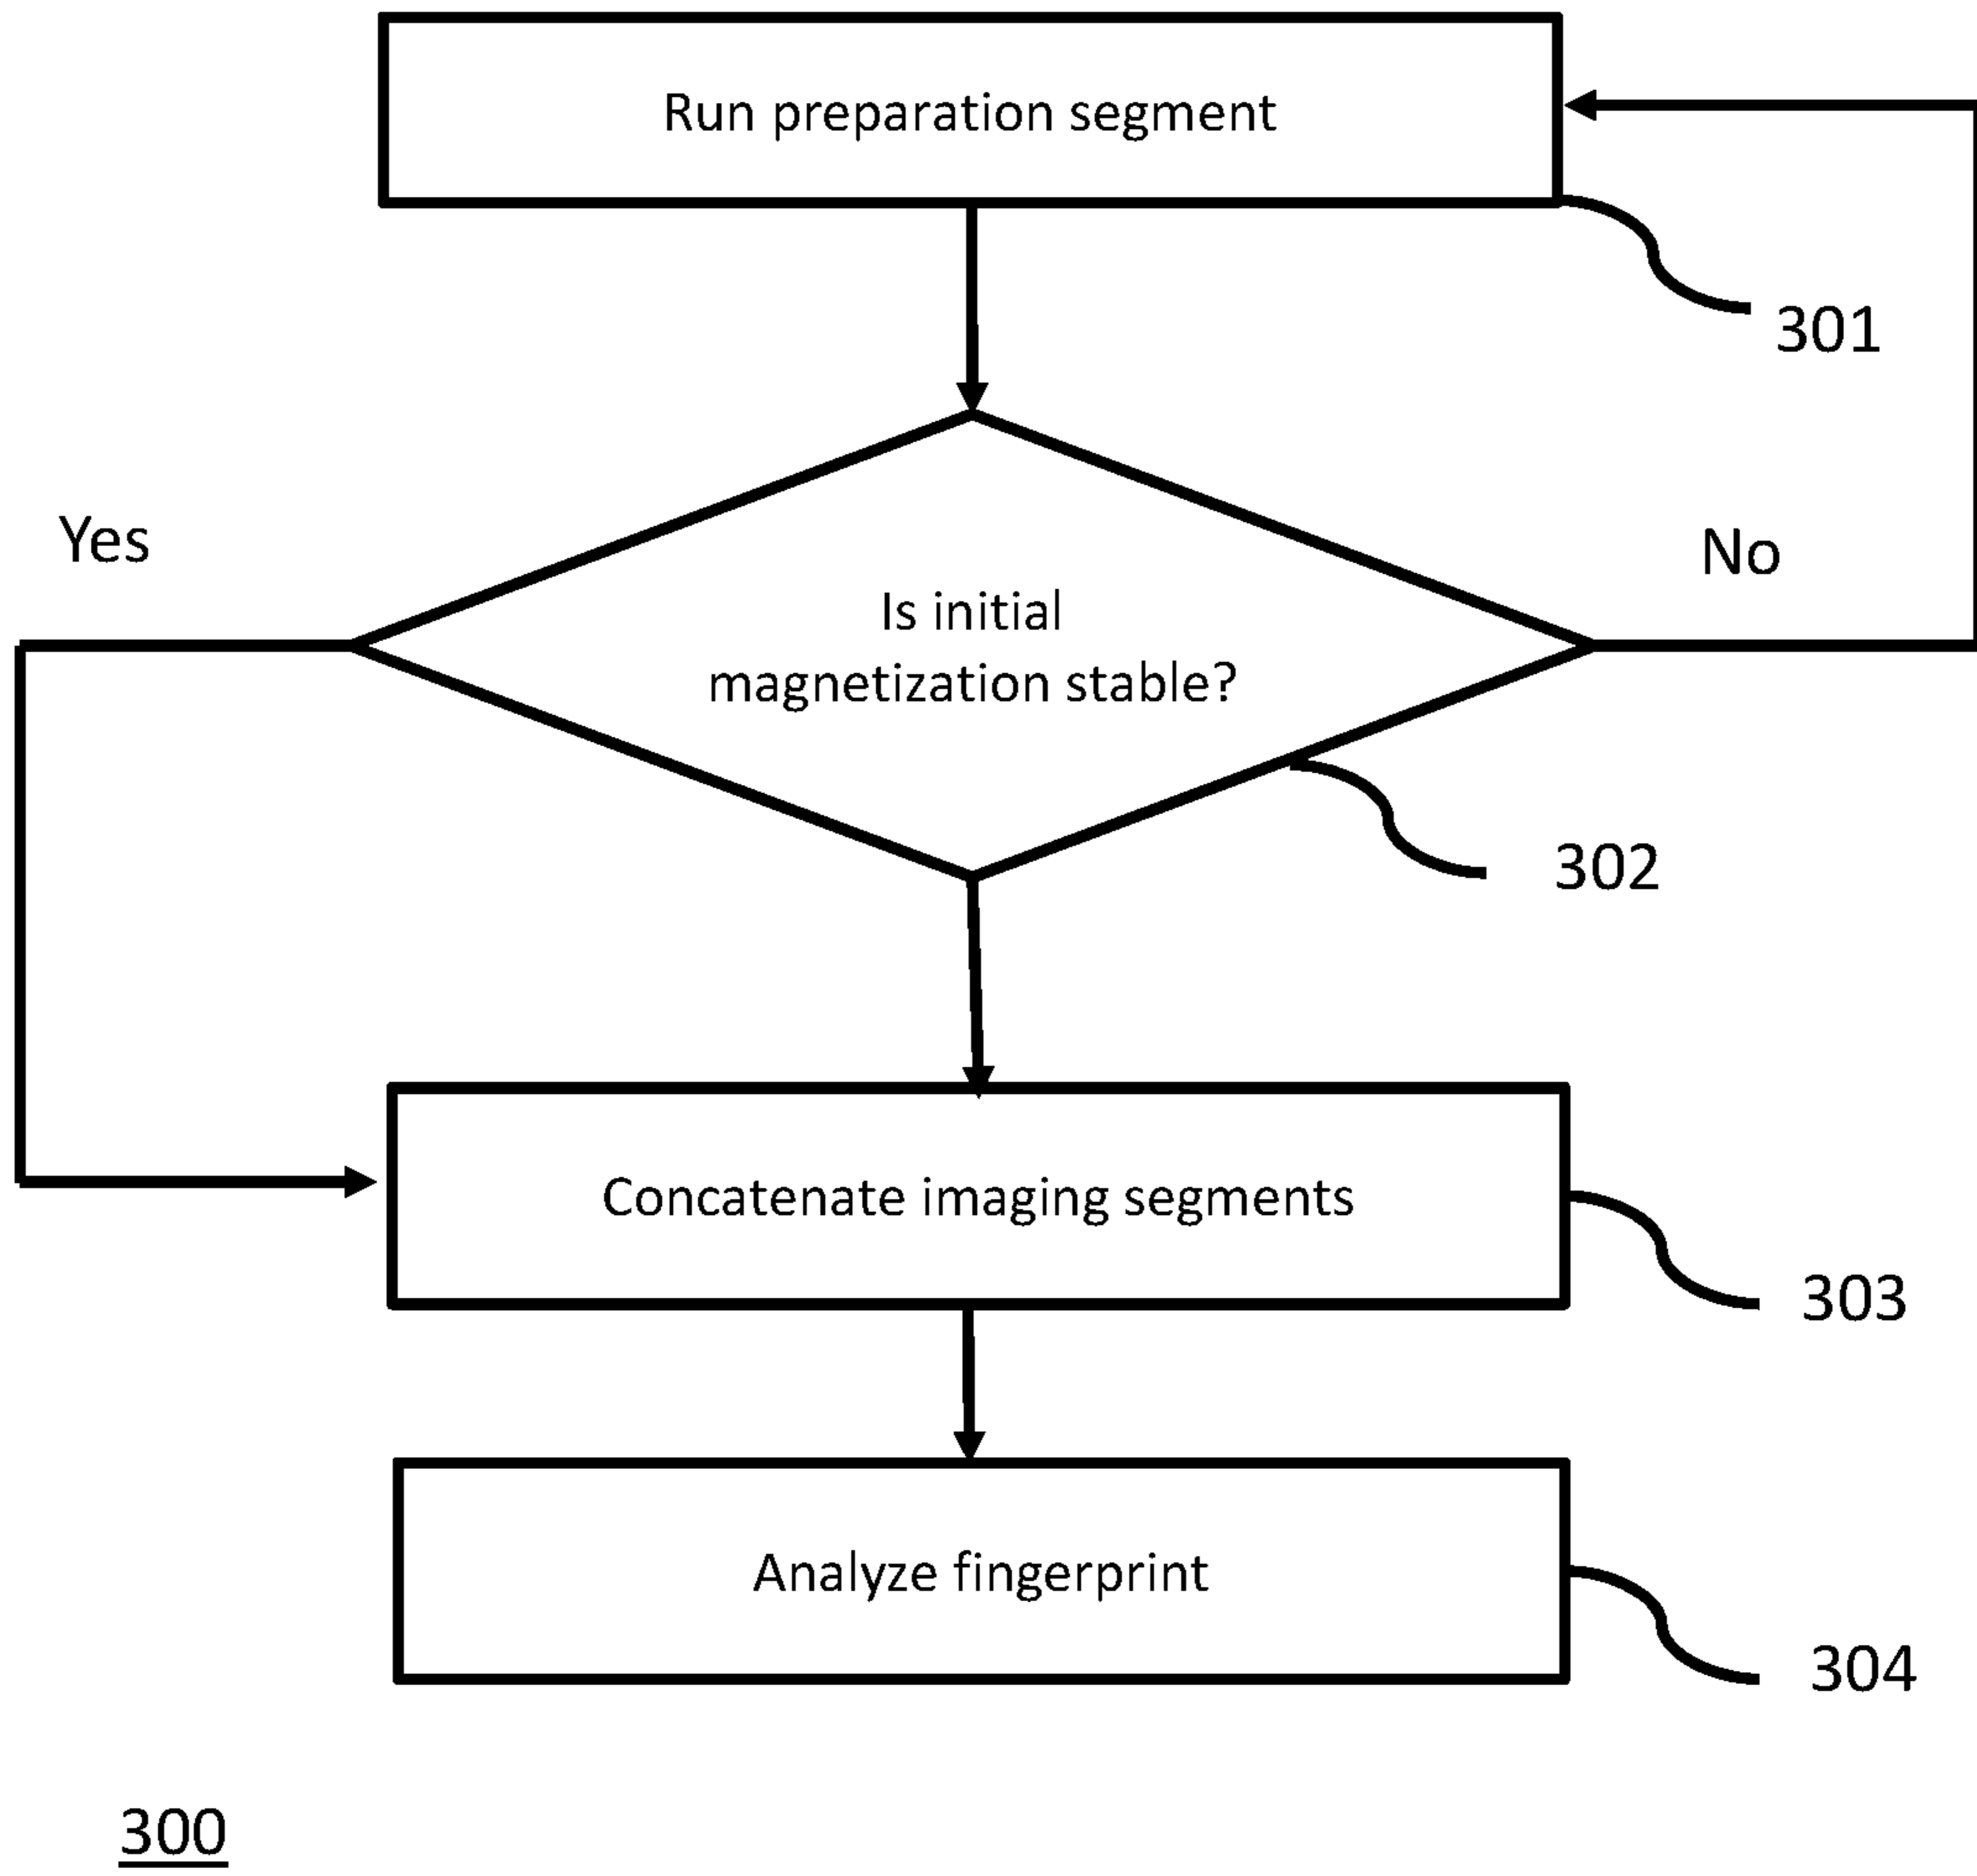 Run preparation segment
301
Yes
No
Is initial
magnetization stable?
302
Concatenate imaging segments
303
Analyze fingerprint
304
300